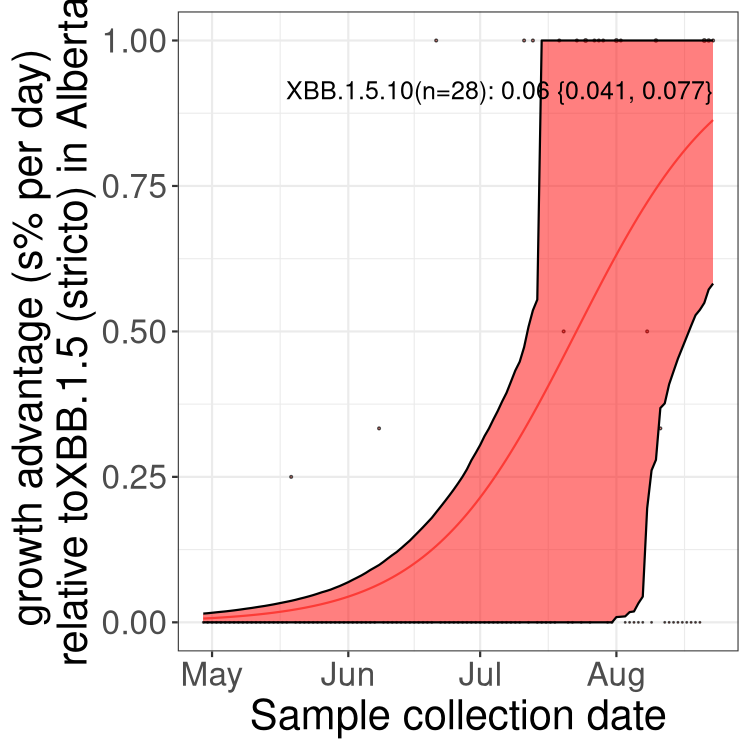 growth advantage (s% per day)
relative toXBB.1.5 (stricto) in Alberta
1.00
0.75
0.50
0.25
0.00
XBB.1.5.10(n=28): 0.06 {0.041, 0.077}
May Jun Jul Aug
Sample collection date